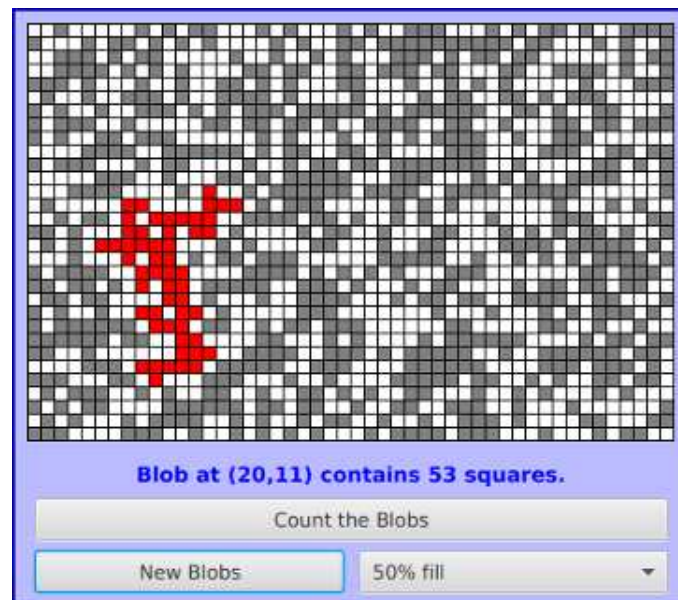 Blob at (20,11) contains 53 squares.
Count the Blobs
New Blobs
50% fill